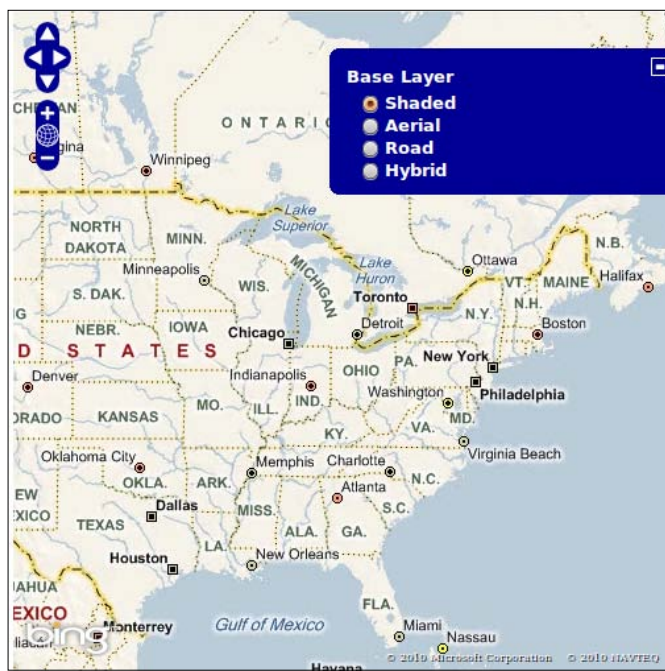 Base Layer
Shaded
Aerial
Road
Hybrid
ONTARIO
Winnipeg
Lake Superior
NORTH DAKOTA
MINN.
Minneapolis
Lake Huron
Ottawa
N.B.
Halifax
MAINE
VT.
N.H.
S. DAK.
WIS.
MICHIGAN
Toronto
N.Y.
Boston
NEBR.
IOWA
Chicago
Detroit
D STATES
New York
PA.
OHIO
Denver
Indianapolis
IND.
ILL.
Washington
Philadelphia
MD.
KANSAS
MO.
KY.
VA.
Virginia Beach
Oklahoma City
OKLA.
ARK.
Memphis
Charlotte
N.C.
Atlanta
S.C.
Dallas
TEXAS
MISS.
ALA.
GA.
LA.
Houston
New Orleans
FLA.
EXICO
Monterrey
Gulf of Mexico
Miami
Nassau
bing
© 2010 Microsoft Corporation © 2010 NAVTEQ
Havana